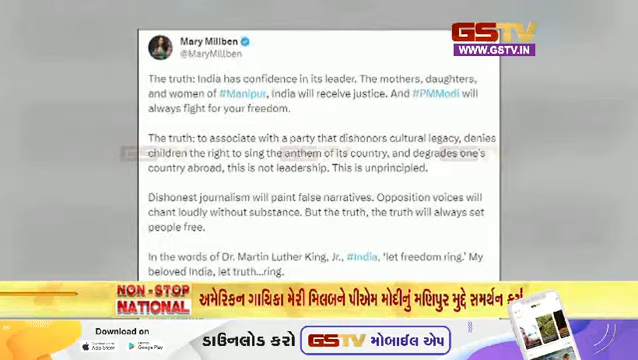 GSTV
WWW.GSTV.IN
Mary Millben
@MaryMillben
The truth: India has confidence in its leader. The mothers, daughters,
and women of #Manipur, India will receive justice. And #PMModi will
always fight for your freedom.
The truth: to associate with a party that dishonors cultural legacy, denies
children the right to sing the anthem of its country, and degrades one's
country abroad, this is not leadership. This is unprincipled.
Dishonest journalism will paint false narratives. Opposition voices will
chant loudly without substance. But the truth, the truth will always set
people free.
In the words of Dr. Martin Luther King, Jr., #India, 'let freedom ring.' My
beloved India, let truth...ring.
NON-STOP
NATIONAL
અમેરિકન ગાયિકા મેરી મિલબને પીએમ મોદીનું મણિપુર મુદ્દે સમર્થન કર્યું
Download on
App Store
Google Play
ડાઉનલોડ કરો GSTV મોબાઈલ એપ